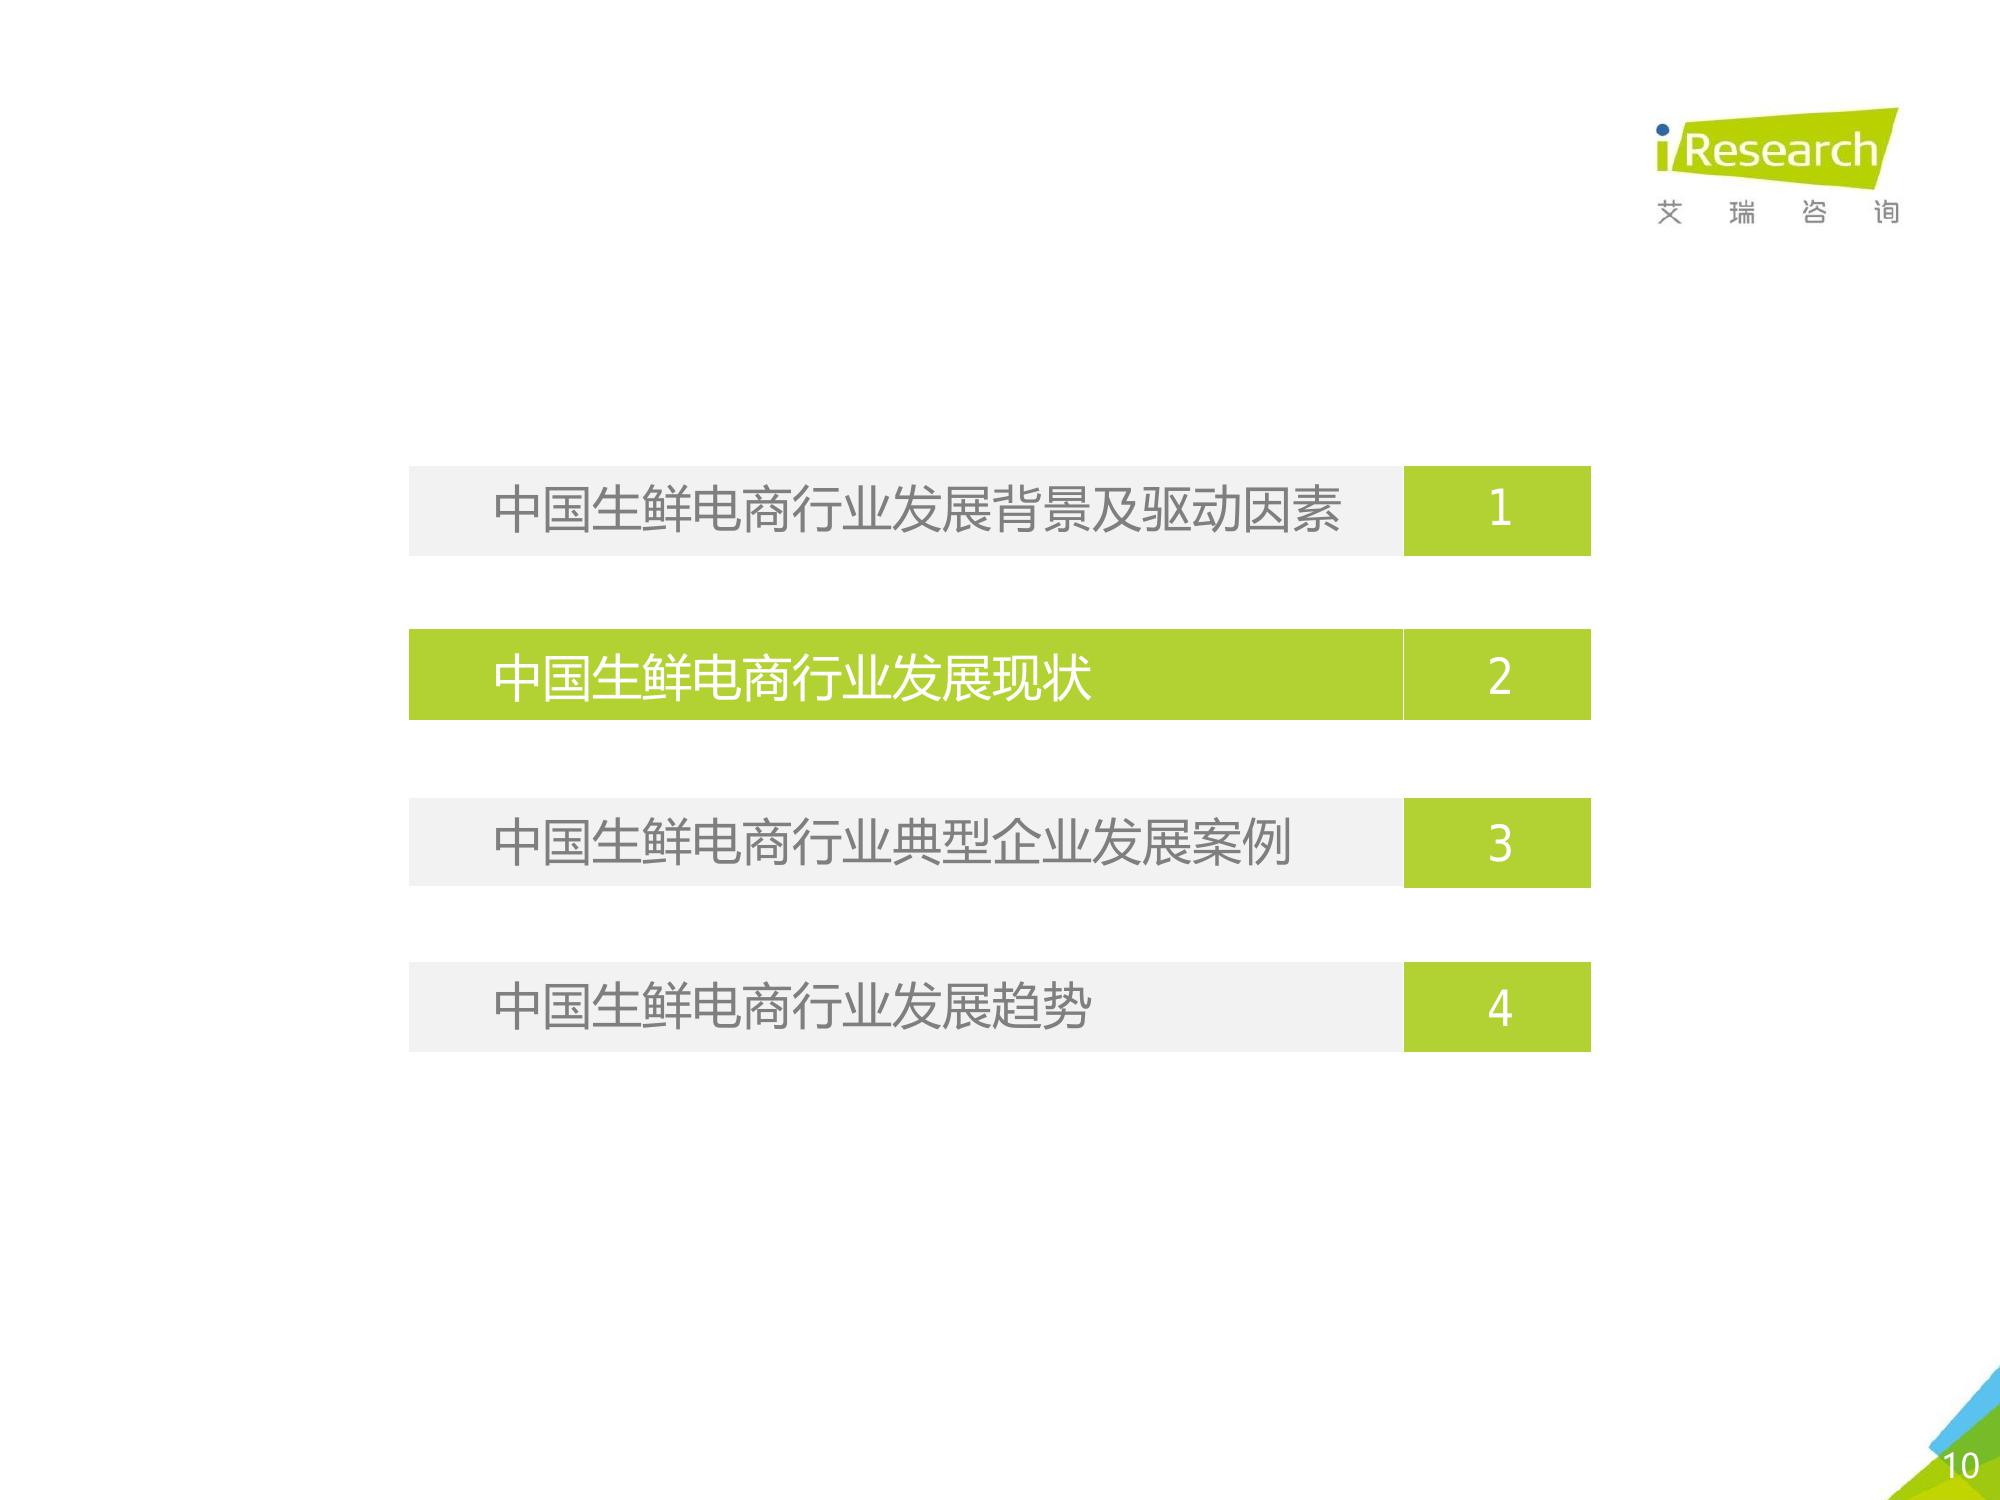 iResearch
艾瑞咨询
中国生鲜电商行业发展背景及驱动因素 1
中国生鲜电商行业发展现状 2
中国生鲜电商行业典型企业发展案例 3
中国生鲜电商行业发展趋势 4
10